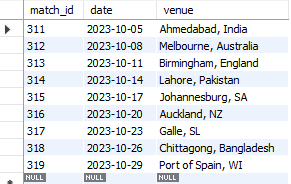 match_id date venue
311 2023-10-05 Ahmedabad, India
312 2023-10-08 Melbourne, Australia
313 2023-10-11 Birmingham, England
314 2023-10-14 Lahore, Pakistan
315 2023-10-17 Johannesburg, SA
316 2023-10-20 Auckland, NZ
317 2023-10-23 Galle, SL
318 2023-10-26 Chittagong, Bangladesh
319 2023-10-29 Port of Spain, WI
NULL NULL NULL